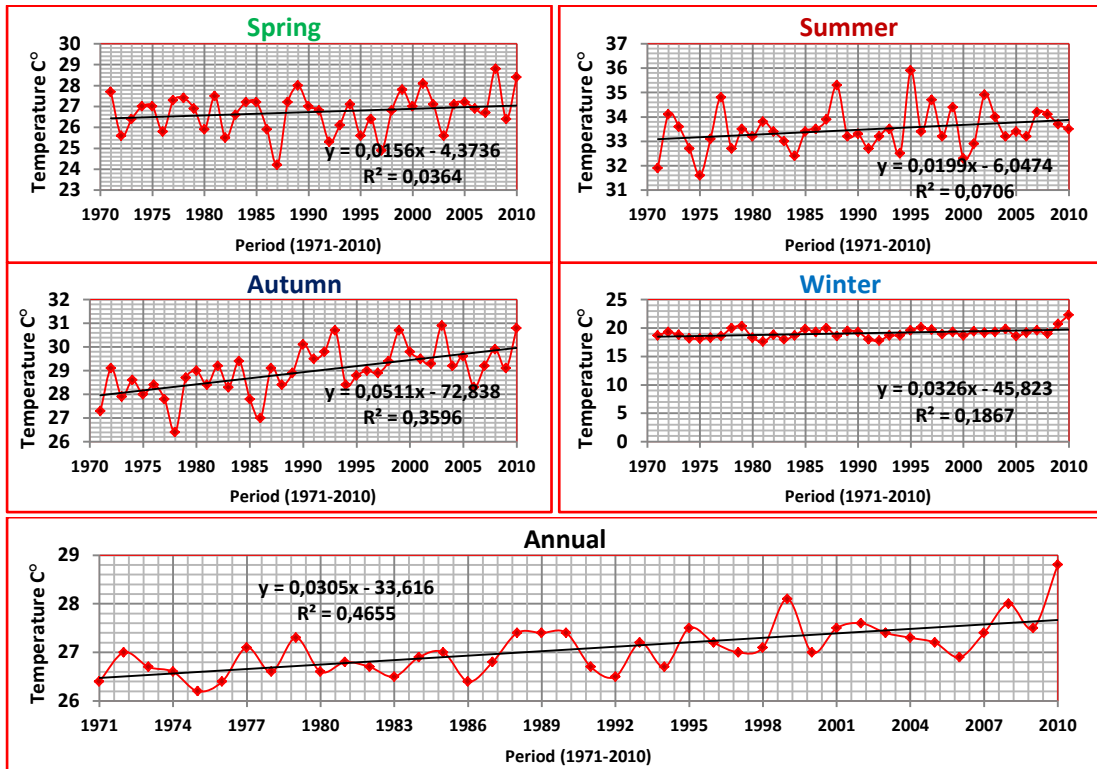 Spring
Temperature C°
30
29
28
27
26
25
24
23
y = 0,0156x - 4,3736
R² = 0,0364
1970 1975 1980 1985 1990 1995 2000 2005 2010
Period (1971-2010)
Summer
Temperature C°
37
35
33
31
y = 0,0199x - 6,0474
R² = 0,0706
1970 1975 1980 1985 1990 1995 2000 2005 2010
Period (1971-2010)
Autumn
Temperature C°
32
31
30
29
28
27
26
y = 0,0511x - 72,838
R² = 0,3596
1970 1975 1980 1985 1990 1995 2000 2005 2010
Period (1971-2010)
Winter
Temperature C°
25
20
15
10
5
0
y = 0,0326x - 45,823
R² = 0,1867
1970 1975 1980 1985 1990 1995 2000 2005 2010
Period (1971-2010)
Annual
Temperature C°
29
28
27
26
y = 0,0305x - 33,616
R² = 0,4655
1971 1974 1977 1980 1983 1986 1989 1992 1995 1998 2001 2004 2007 2010
Period (1971-2010)